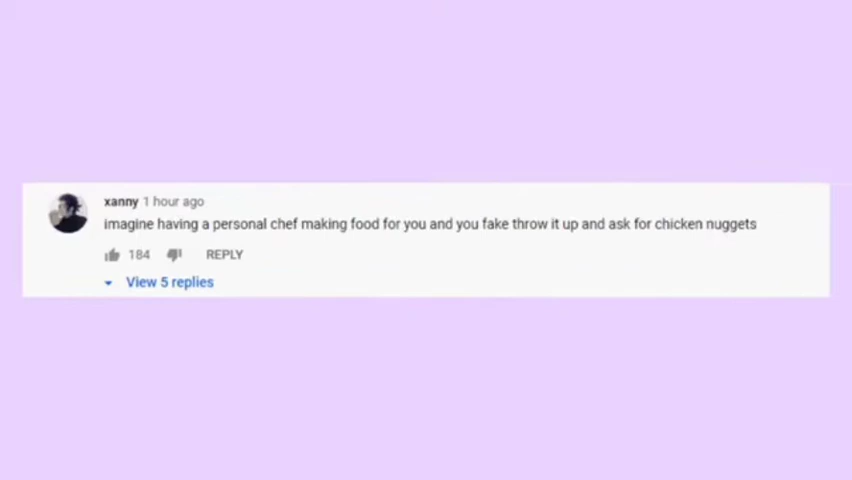 xanny 1 hour ago
imagine having a personal chef making food for you and you fake throw it up and ask for chicken nuggets
184 REPLY
View 5 replies